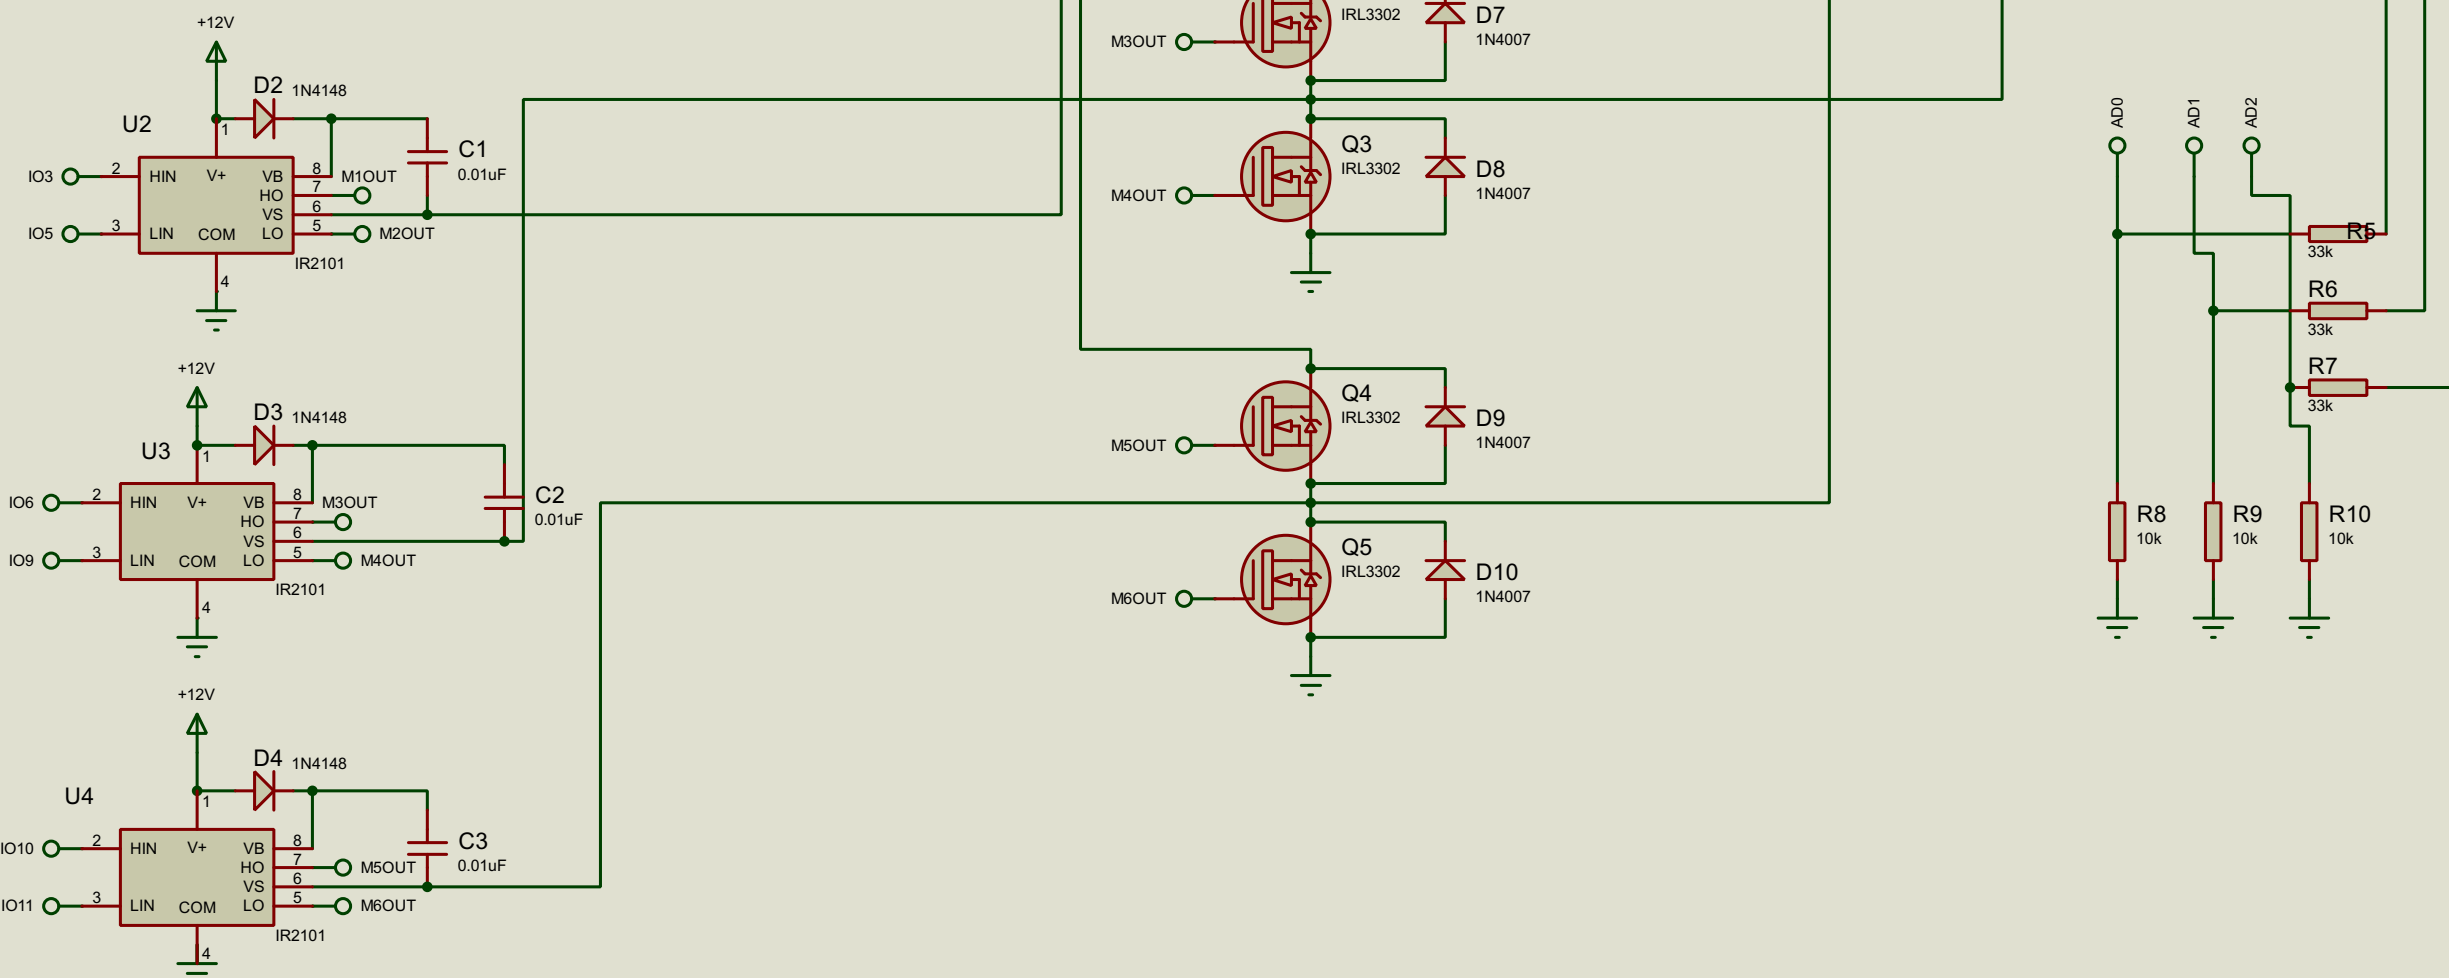 +12V
D2 1N4148
U2
1
C1
0.01uF
IO3 2 HIN V+ VB 8 M1OUT
HO 7
VS 6
IO5 3 LIN COM LO 5 M2OUT
IR2101
4
+12V
D3 1N4148
U3
1
C2
0.01uF
IO6 2 HIN V+ VB 8 M3OUT
HO 7
VS 6
IO9 3 LIN COM LO 5 M4OUT
IR2101
4
+12V
D4 1N4148
U4
1
C3
0.01uF
IO10 2 HIN V+ VB 8
HO 7 M5OUT
VS 6
IO11 3 LIN COM LO 5 M6OUT
IR2101
4
IRL3302
D7
1N4007
M3OUT
Q3
IRL3302
D8
1N4007
M4OUT
Q4
IRL3302
D9
1N4007
M5OUT
Q5
IRL3302
D10
1N4007
M6OUT
AD0
AD1
AD2
R5
33k
R6
33k
R7
33k
R8
10k
R9
10k
R10
10k